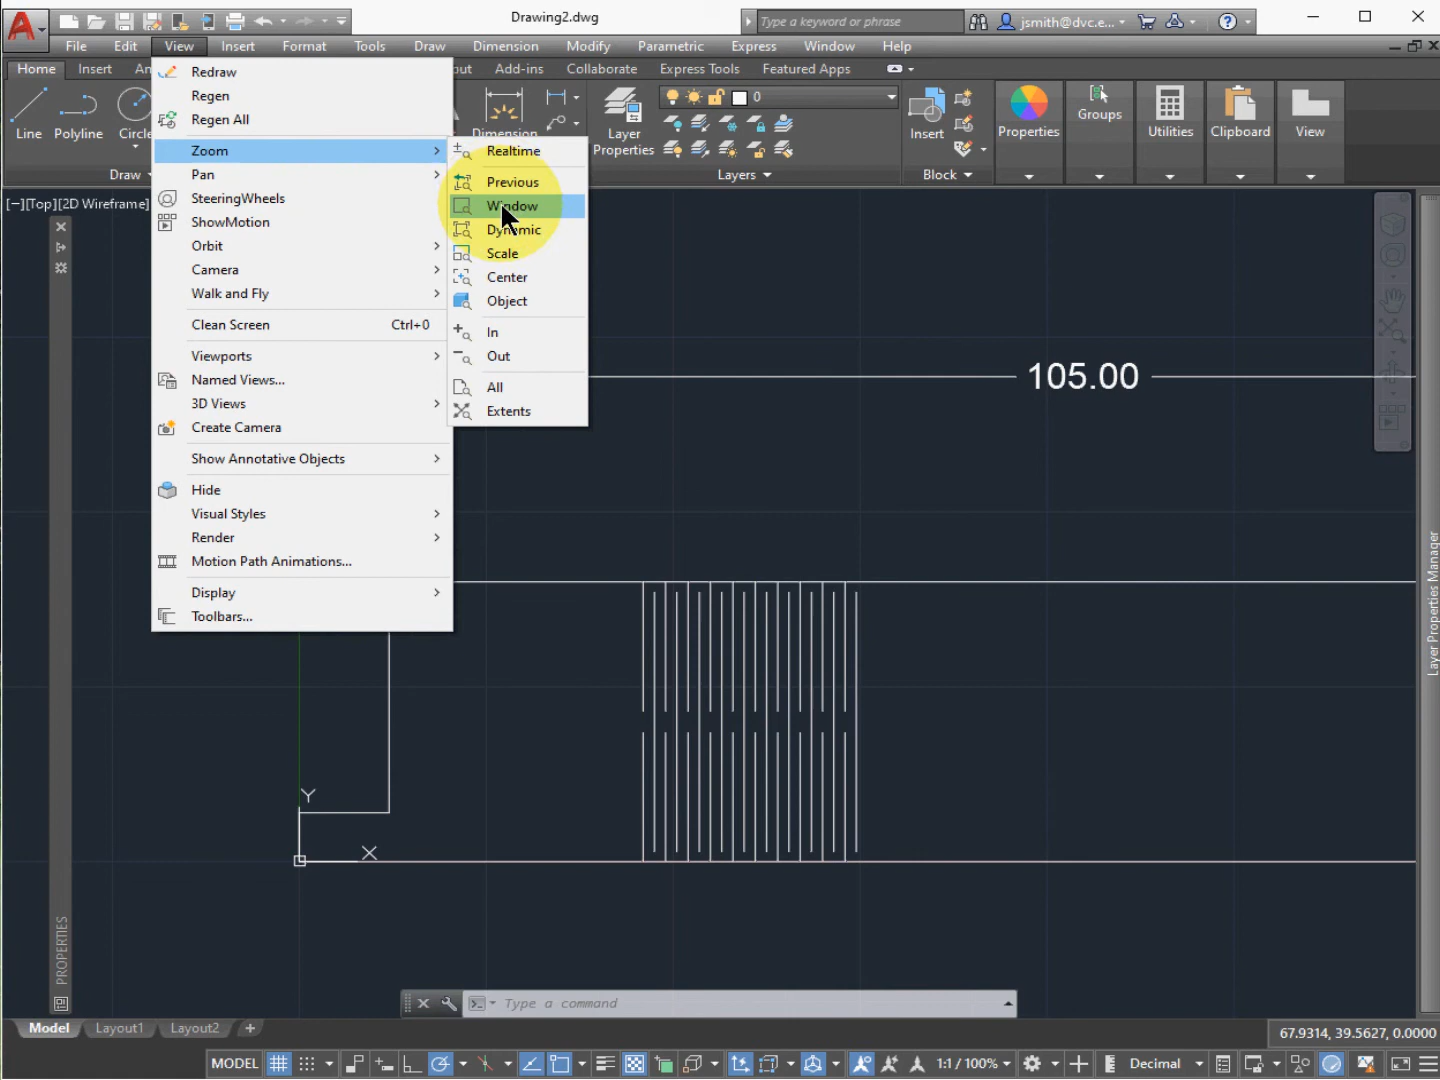 Drawing2.dwg
Type a keyword or phrase
jsmith@dvc.e...
File Edit View Insert Format Tools Draw Dimension Modify Parametric Express Window Help
Home Insert An out Add-ins Collaborate Express Tools Featured Apps
Line Polyline Circle Dimension Layer Properties 0 Insert Properties Groups Utilities Clipboard View
Draw Layers Block
[−][Top][2D Wireframe]
Redraw
Regen
Regen All
Zoom
Pan
SteeringWheels
ShowMotion
Orbit
Camera
Walk and Fly
Clean Screen Ctrl+0
Viewports
Named Views...
3D Views
Create Camera
Show Annotative Objects
Hide
Visual Styles
Render
Motion Path Animations...
Display
Toolbars...
Realtime
Previous
Window
Dynamic
Scale
Center
Object
In
Out
All
Extents
105.00
Y
X
PROPERTIES
Layer Properties Manager
Type a command
Model Layout1 Layout2 +
67.9314, 39.5627, 0.0000
MODEL 1:1 / 100% Decimal